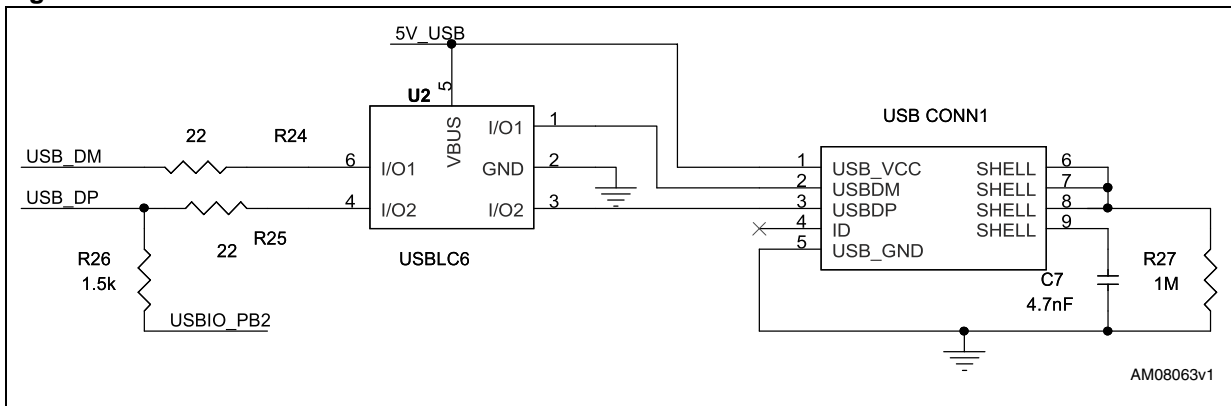 5V_USB
U2
5
VBUS
22
R24
USB_DM
6
I/O1
I/O1
1
GND
2
USB_DP
4
I/O2
I/O2
3
22
R25
USBLC6
R26
1.5k
USBIO_PB2
USB CONN1
1
USB_VCC
SHELL
6
2
USBDM
SHELL
7
3
USBDP
SHELL
8
4
ID
SHELL
9
5
USB_GND
C7
4.7nF
R27
1M
AM08063v1